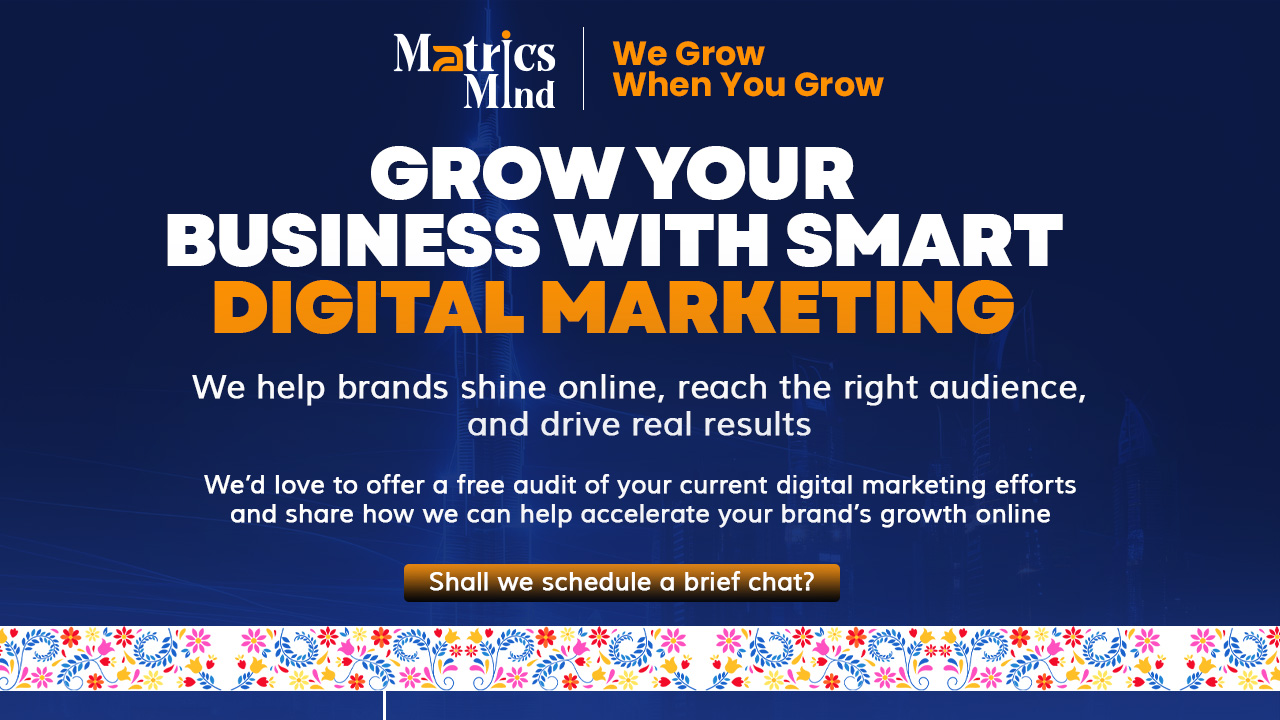 Matrics
Mind
We Grow
When You Grow
GROW YOUR
BUSINESS WITH SMART
DIGITAL MARKETING
We help brands shine online, reach the right audience,
and drive real results
We’d love to offer a free audit of your current digital marketing efforts
and share how we can help accelerate your brand’s growth online
Shall we schedule a brief chat?